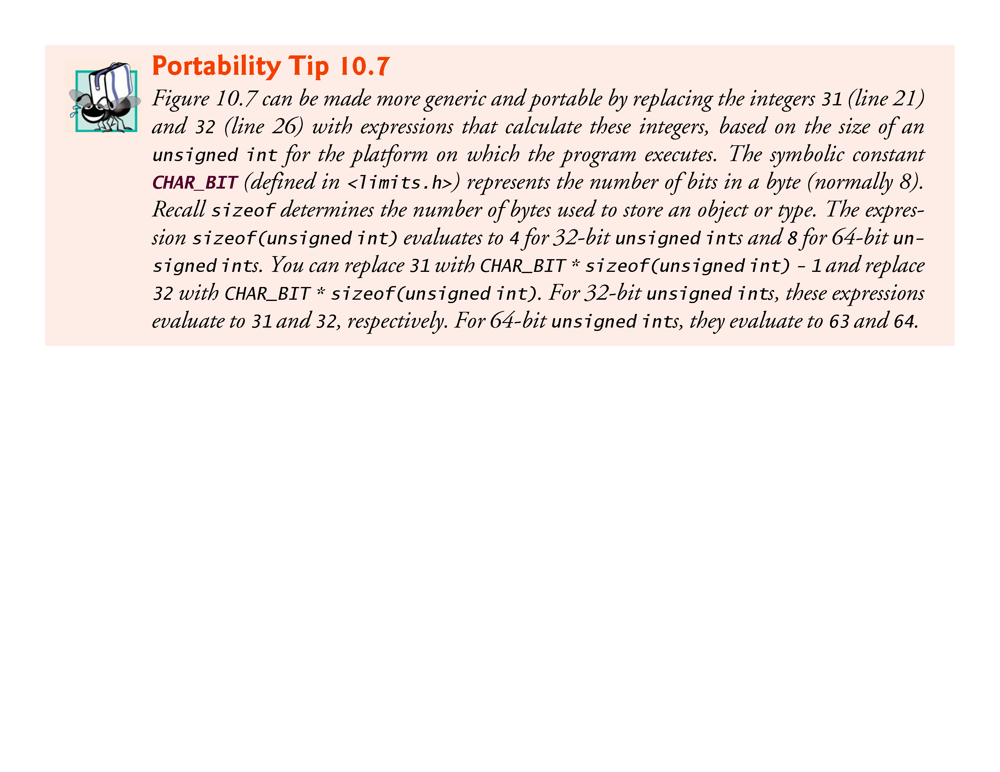 Portability Tip 10.7
Figure 10.7 can be made more generic and portable by replacing the integers 31 (line 21)
and 32 (line 26) with expressions that calculate these integers, based on the size of an
unsigned int for the platform on which the program executes. The symbolic constant
CHAR_BIT (defined in <limits.h>) represents the number of bits in a byte (normally 8).
Recall sizeof determines the number of bytes used to store an object or type. The expres-
sion sizeof(unsigned int) evaluates to 4 for 32-bit unsigned ints and 8 for 64-bit un-
signed ints. You can replace 31 with CHAR_BIT * sizeof(unsigned int) - 1 and replace
32 with CHAR_BIT * sizeof(unsigned int). For 32-bit unsigned ints, these expressions
evaluate to 31 and 32, respectively. For 64-bit unsigned ints, they evaluate to 63 and 64.